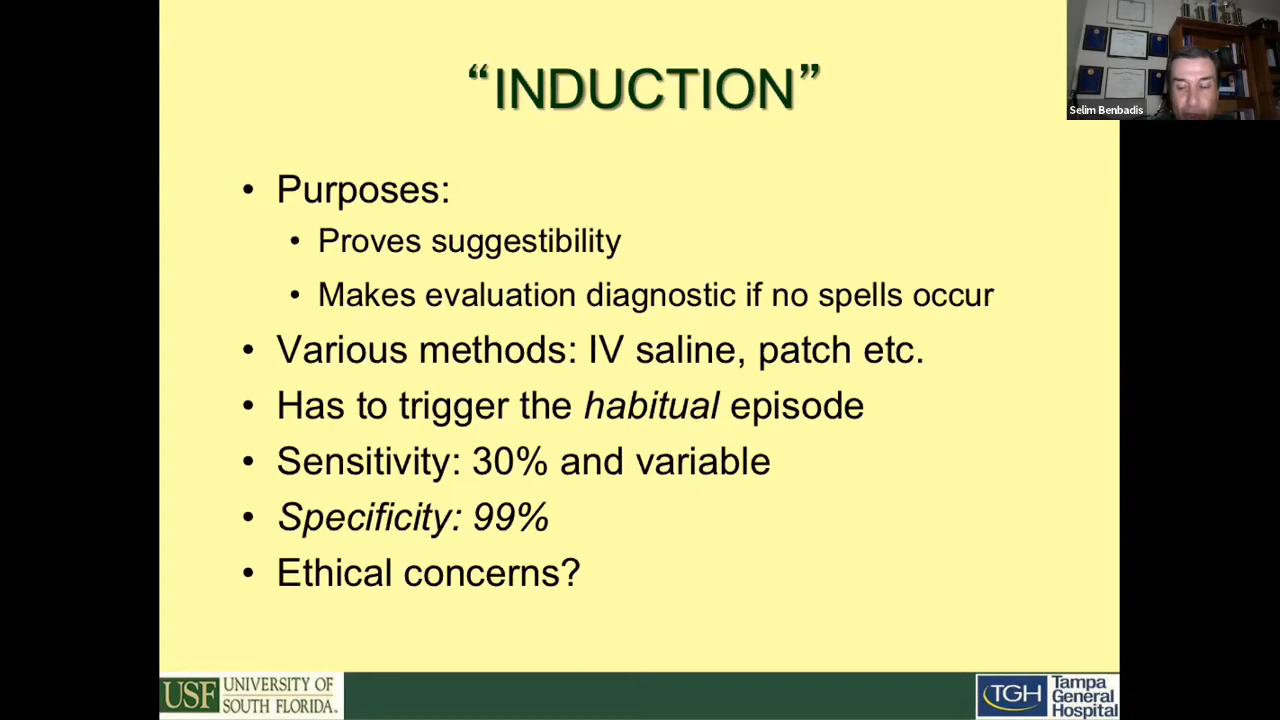 “INDUCTION”
Selim Benbadis
• Purposes:
• Proves suggestibility
• Makes evaluation diagnostic if no spells occur
• Various methods: IV saline, patch etc.
• Has to trigger the habitual episode
• Sensitivity: 30% and variable
• Specificity: 99%
• Ethical concerns?
USF UNIVERSITY OF
SOUTH FLORIDA.
TGH Tampa
General
Hospital